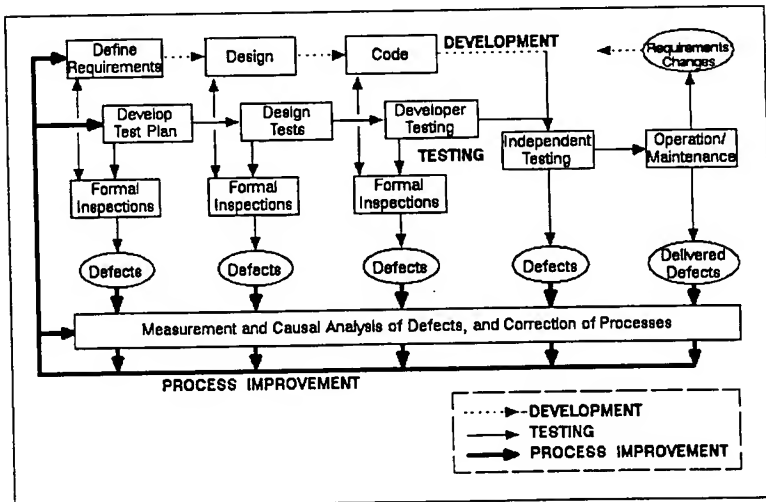 Define
Requirements
Design
Code
DEVELOPMENT
Requirements
Changes
Develop
Test Plan
Design
Tests
Developer
Testing
TESTING
Independent
Testing
Operation/
Maintenance
Formal
Inspections
Formal
Inspections
Formal
Inspections
Defects
Defects
Defects
Defects
Delivered
Defects
Measurement and Causal Analysis of Defects, and Correction of Processes
PROCESS IMPROVEMENT
DEVELOPMENT
TESTING
PROCESS IMPROVEMENT